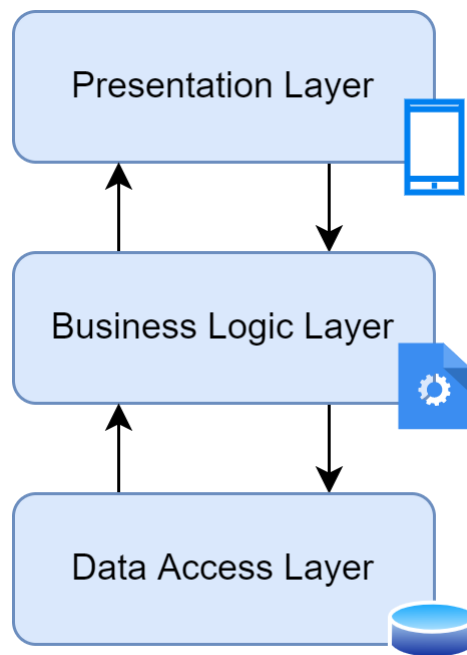 Presentation Layer
Business Logic Layer
Data Access Layer